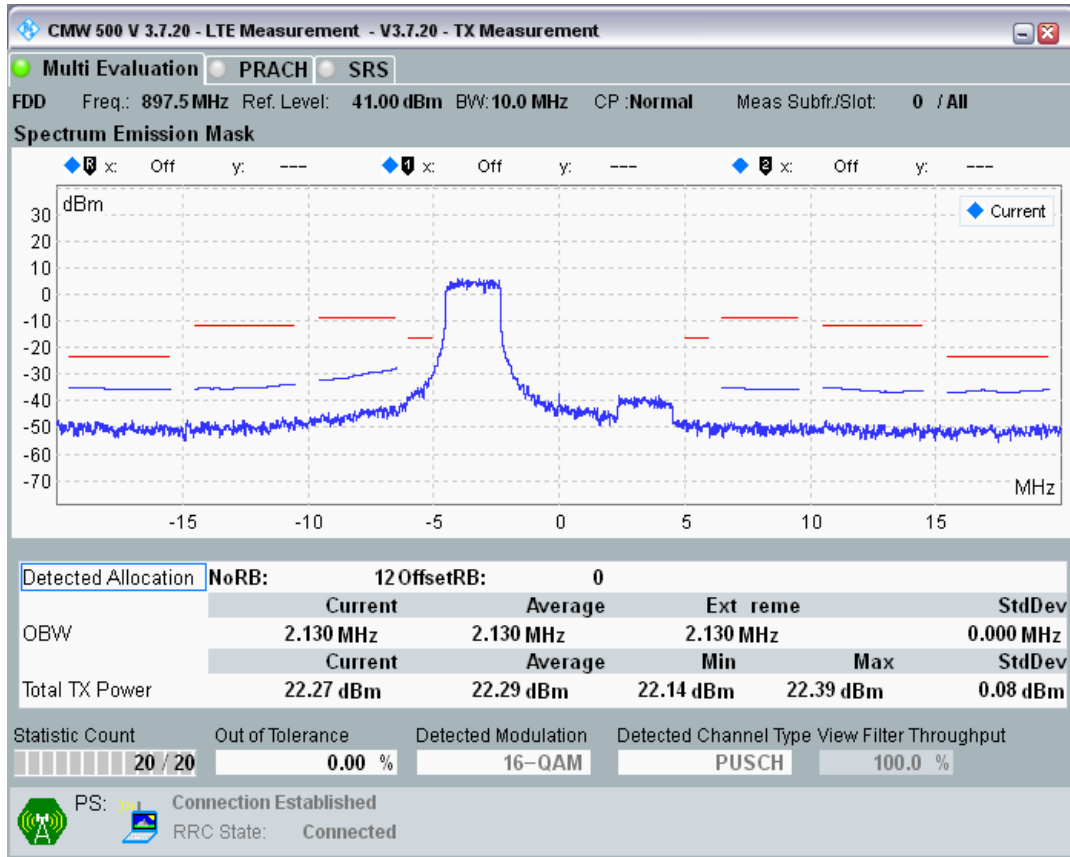 CMW 500 V 3.7.20 - LTE Measurement - V3.7.20 - TX Measurement
Multi Evaluation PRACH SRS
FDD Freq.: 897.5 MHz Ref. Level: 41.00 dBm BW: 10.0 MHz CP :Normal Meas Subfr./Slot: 0 / All
Spectrum Emission Mask
R x: Off y: --- 1 x: Off y: --- 2 x: Off y: ---
dBm
Current
30
20
10
0
-10
-20
-30
-40
-50
-60
-70
MHz
-15 -10 -5 0 5 10 15
Detected Allocation NoRB: 12 OffsetRB: 0
Current Average Ext reme StdDev
OBW 2.130 MHz 2.130 MHz 2.130 MHz 0.000 MHz
Current Average Min Max StdDev
Total TX Power 22.27 dBm 22.29 dBm 22.14 dBm 22.39 dBm 0.08 dBm
Statistic Count Out of Tolerance Detected Modulation Detected Channel Type View Filter Throughput
20 / 20 0.00 % 16-QAM PUSCH 100.0 %
PS: Connection Established
RRC State: Connected